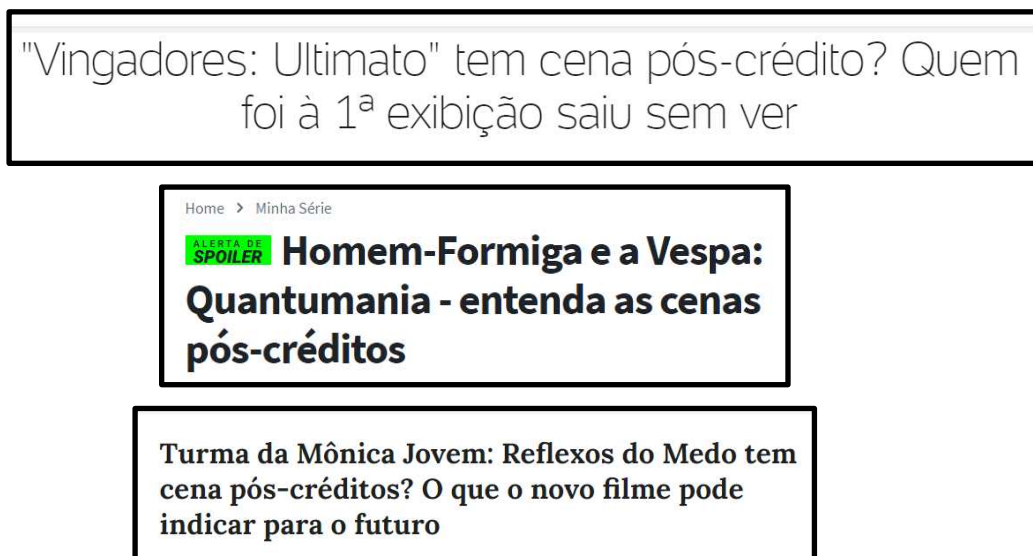 "Vingadores: Ultimato" tem cena pós-crédito? Quem
foi à 1ª exibição saiu sem ver
Home > Minha Série
ALERTA DE
SPOILER Homem-Formiga e a Vespa:
Quantumania - entenda as cenas
pós-créditos
Turma da Mônica Jovem: Reflexos do Medo tem
cena pós-créditos? O que o novo filme pode
indicar para o futuro